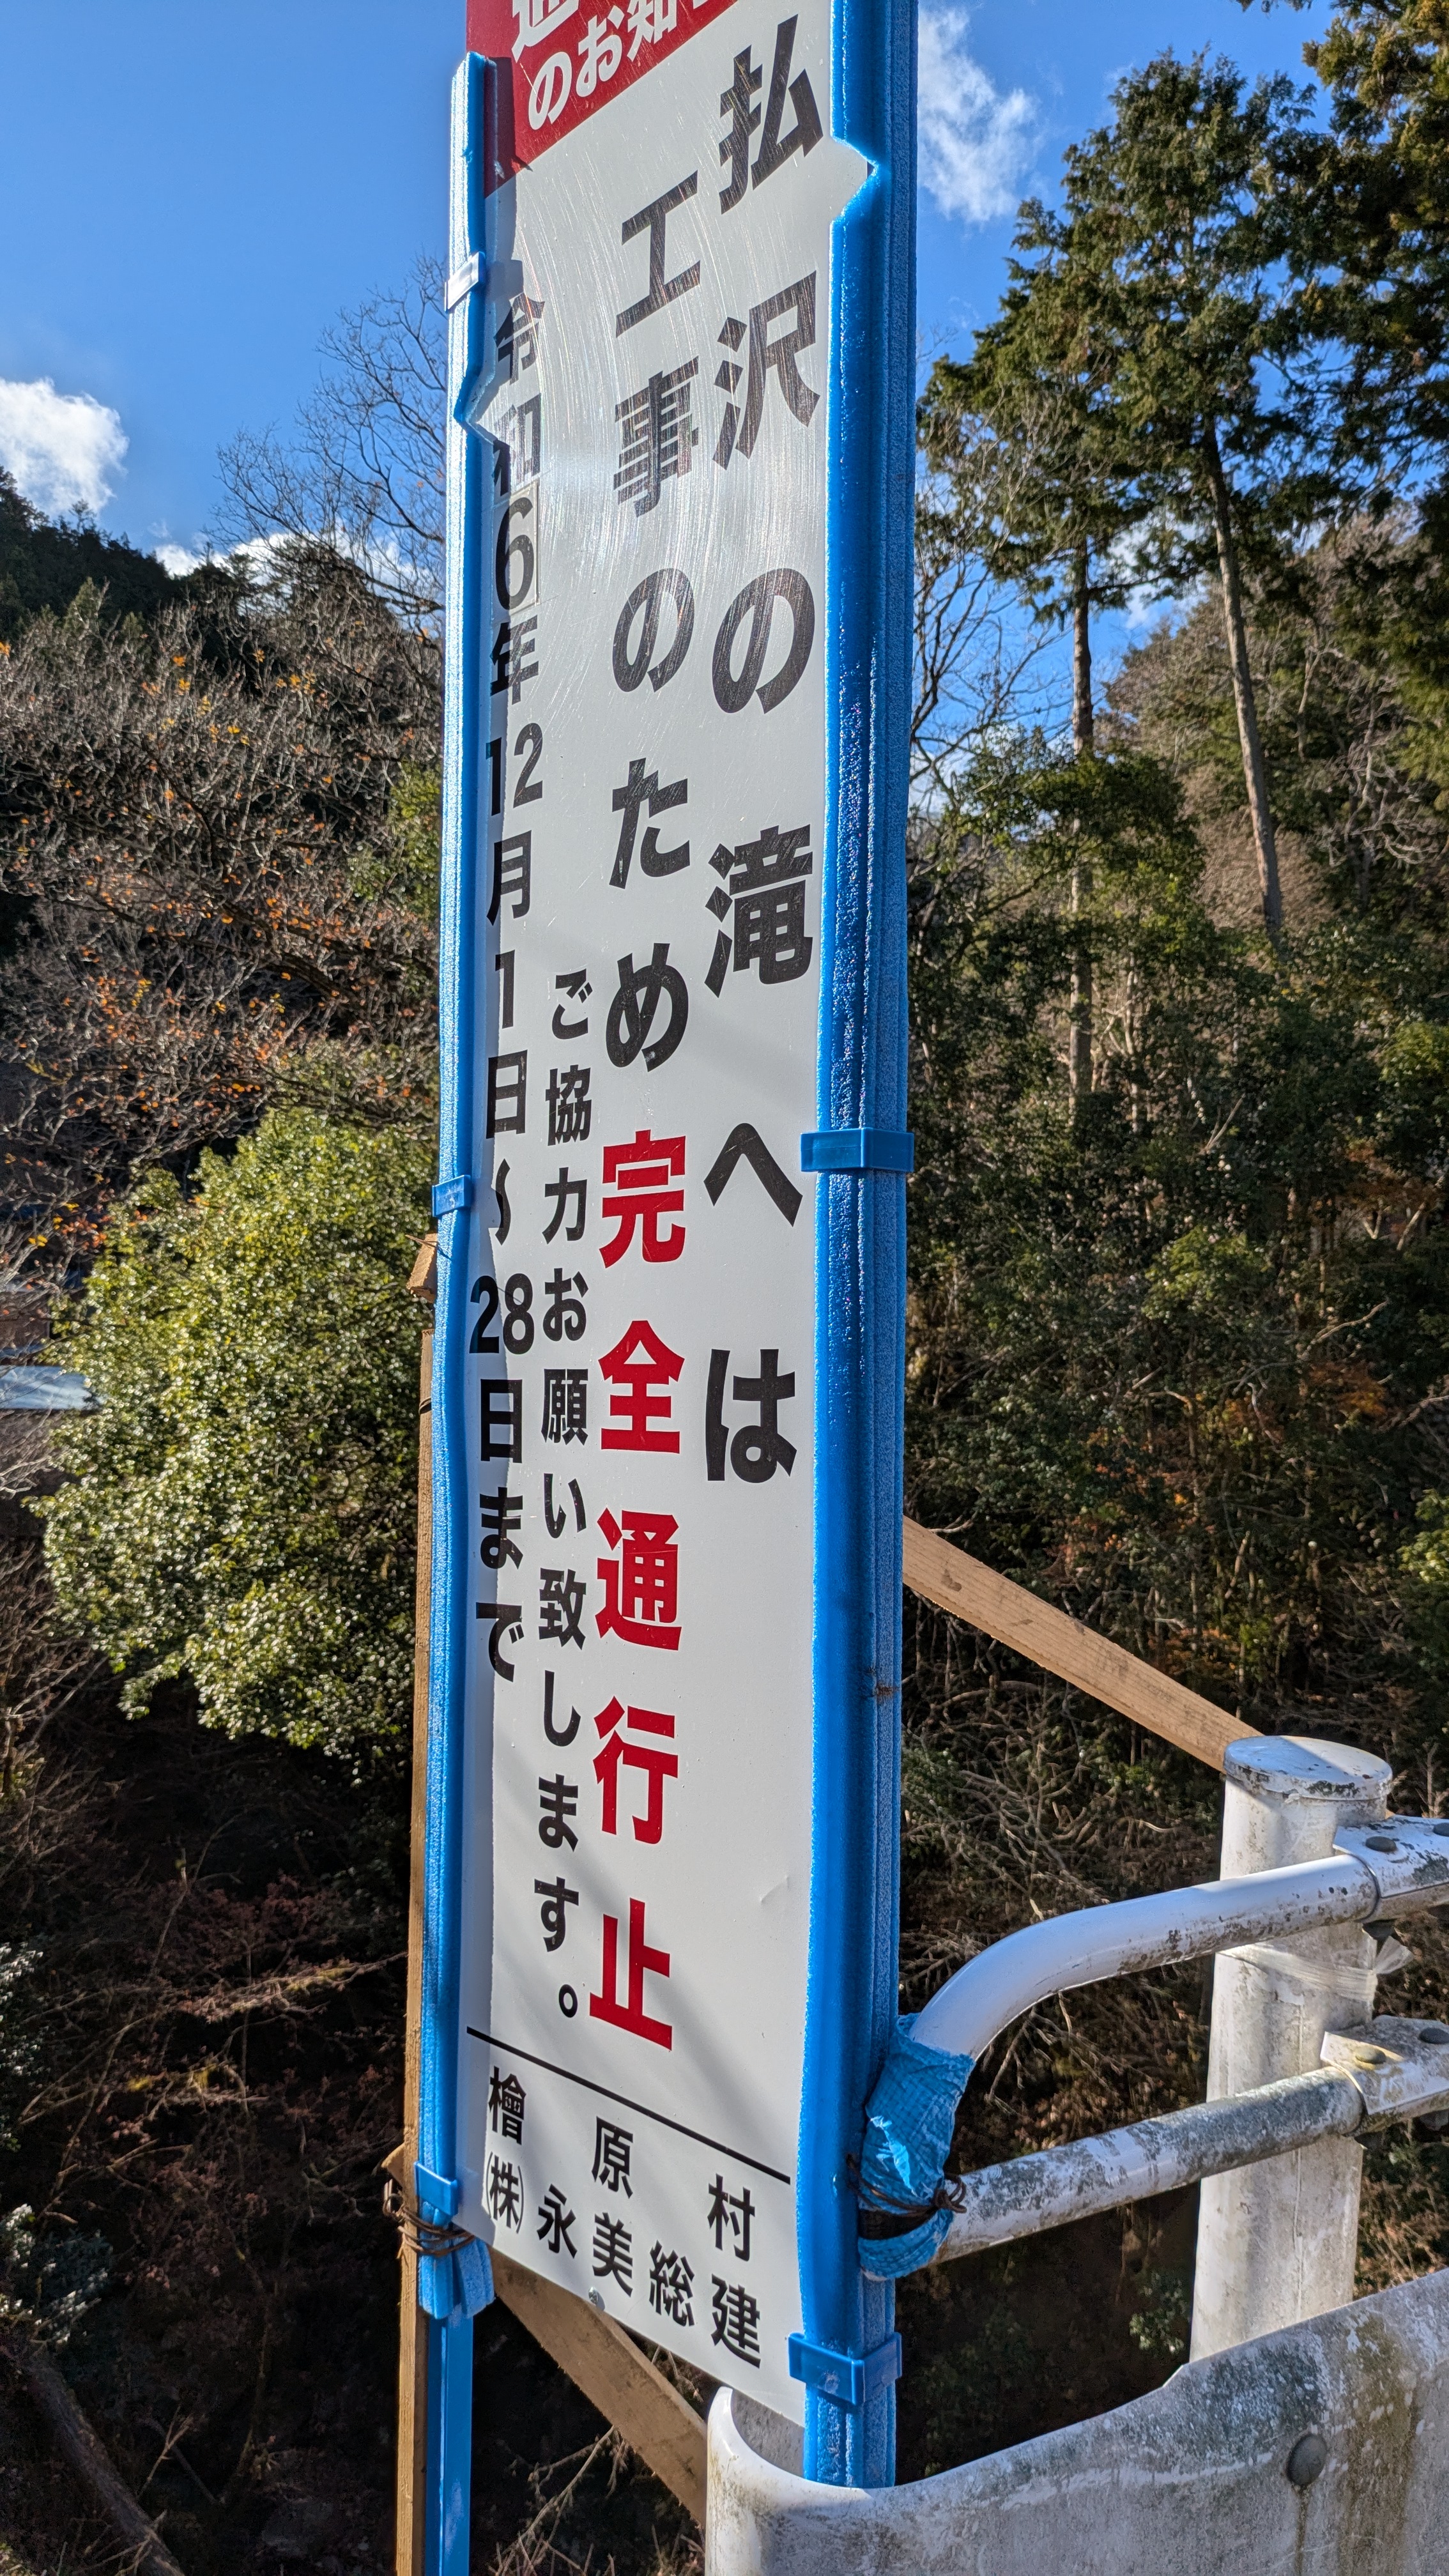 のお知
払沢の滝へは
工事のため完全通行止
ご協力お願い致します。
令和6年12月1日～28日まで
檜原村
㈱永美総建